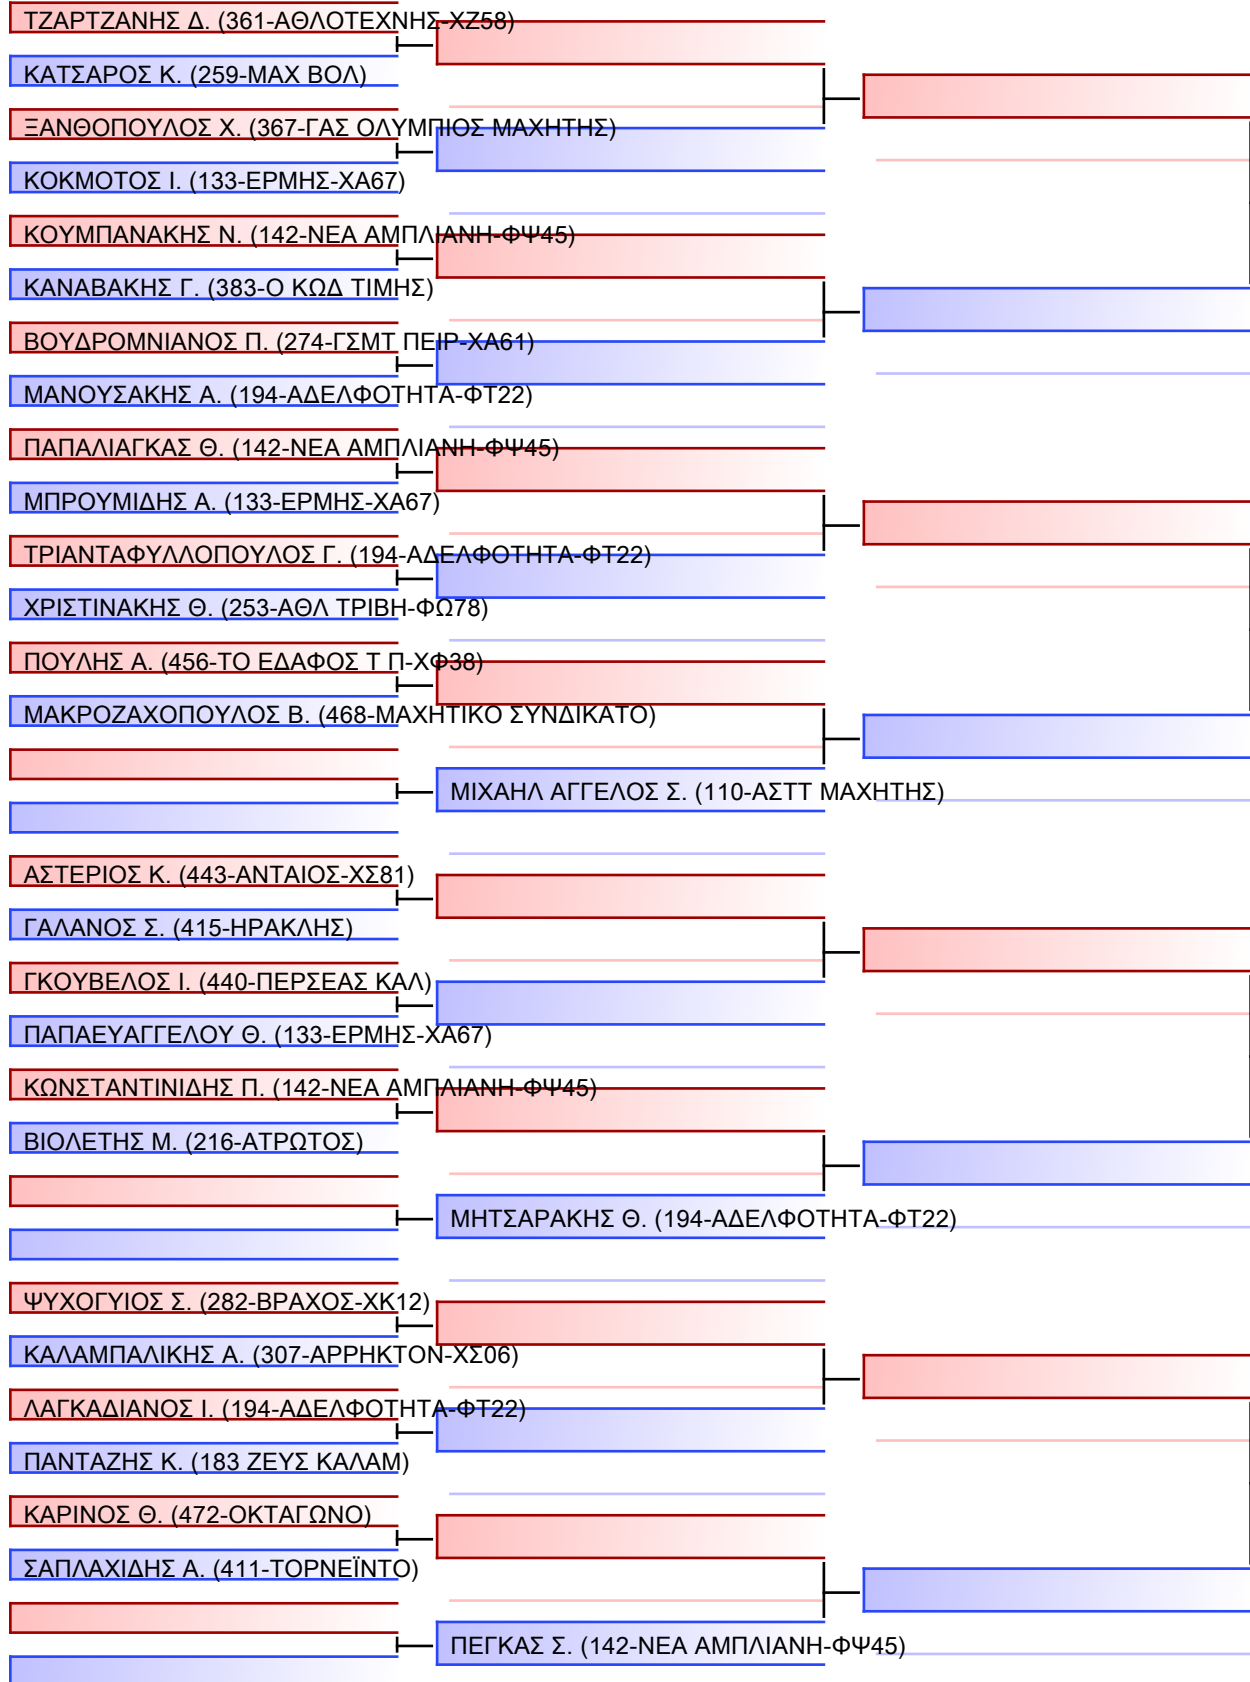 ΤΖΑΡΤΖΑΝΗΣ Δ. (361-ΑΘΛΟΤΕΧΝΗΣ-ΧΖ58)
ΚΑΤΣΑΡΟΣ Κ. (259-ΜΑΧ ΒΟΛ)
ΞΑΝΘΟΠΟΥΛΟΣ Χ. (367-ΓΑΣ ΟΛΥΜΠΙΟΣ ΜΑΧΗΤΗΣ)
ΚΟΚΜΟΤΟΣ Ι. (133-ΕΡΜΗΣ-ΧΑ67)
ΚΟΥΜΠΑΝΑΚΗΣ Ν. (142-ΝΕΑ ΑΜΠΛΙΑΝΗ-ΦΨ45)
ΚΑΝΑΒΑΚΗΣ Γ. (383-Ο ΚΩΔ ΤΙΜΗΣ)
ΒΟΥΔΡΟΜΝΙΑΝΟΣ Π. (274-ΓΣΜΤ ΠΕΙΡ-ΧΑ61)
ΜΑΝΟΥΣΑΚΗΣ Α. (194-ΑΔΕΛΦΟΤΗΤΑ-ΦΤ22)
ΠΑΠΑΛΙΑΓΚΑΣ Θ. (142-ΝΕΑ ΑΜΠΛΙΑΝΗ-ΦΨ45)
ΜΠΡΟΥΜΙΔΗΣ Α. (133-ΕΡΜΗΣ-ΧΑ67)
ΤΡΙΑΝΤΑΦΥΛΛΟΠΟΥΛΟΣ Γ. (194-ΑΔΕΛΦΟΤΗΤΑ-ΦΤ22)
ΧΡΙΣΤΙΝΑΚΗΣ Θ. (253-ΑΘΛ ΤΡΙΒΗ-ΦΩ78)
ΠΟΥΛΗΣ Α. (456-ΤΟ ΕΔΑΦΟΣ Τ Π-ΧΦ38)
ΜΑΚΡΟΖΑΧΟΠΟΥΛΟΣ Β. (468-ΜΑΧΗΤΙΚΟ ΣΥΝΔΙΚΑΤΟ)
ΜΙΧΑΗΛ ΑΓΓΕΛΟΣ Σ. (110-ΑΣΤΤ ΜΑΧΗΤΗΣ)
ΑΣΤΕΡΙΟΣ Κ. (443-ΑΝΤΑΙΟΣ-ΧΣ81)
ΓΑΛΑΝΟΣ Σ. (415-ΗΡΑΚΛΗΣ)
ΓΚΟΥΒΕΛΟΣ Ι. (440-ΠΕΡΣΕΑΣ ΚΑΛ)
ΠΑΠΑΕΥΑΓΓΕΛΟΥ Θ. (133-ΕΡΜΗΣ-ΧΑ67)
ΚΩΝΣΤΑΝΤΙΝΙΔΗΣ Π. (142-ΝΕΑ ΑΜΠΛΙΑΝΗ-ΦΨ45)
ΒΙΟΛΕΤΗΣ Μ. (216-ΑΤΡΩΤΟΣ)
ΜΗΤΣΑΡΑΚΗΣ Θ. (194-ΑΔΕΛΦΟΤΗΤΑ-ΦΤ22)
ΨΥΧΟΓΥΙΟΣ Σ. (282-ΒΡΑΧΟΣ-ΧΚ12)
ΚΑΛΑΜΠΑΛΙΚΗΣ Α. (307-ΑΡΡΗΚΤΟΝ-ΧΣ06)
ΛΑΓΚΑΔΙΑΝΟΣ Ι. (194-ΑΔΕΛΦΟΤΗΤΑ-ΦΤ22)
ΠΑΝΤΑΖΗΣ Κ. (183 ΖΕΥΣ ΚΑΛΑΜ)
ΚΑΡΙΝΟΣ Θ. (472-ΟΚΤΑΓΩΝΟ)
ΣΑΠΛΑΧΙΔΗΣ Α. (411-ΤΟΡΝΕΪΝΤΟ)
ΠΕΓΚΑΣ Σ. (142-ΝΕΑ ΑΜΠΛΙΑΝΗ-ΦΨ45)